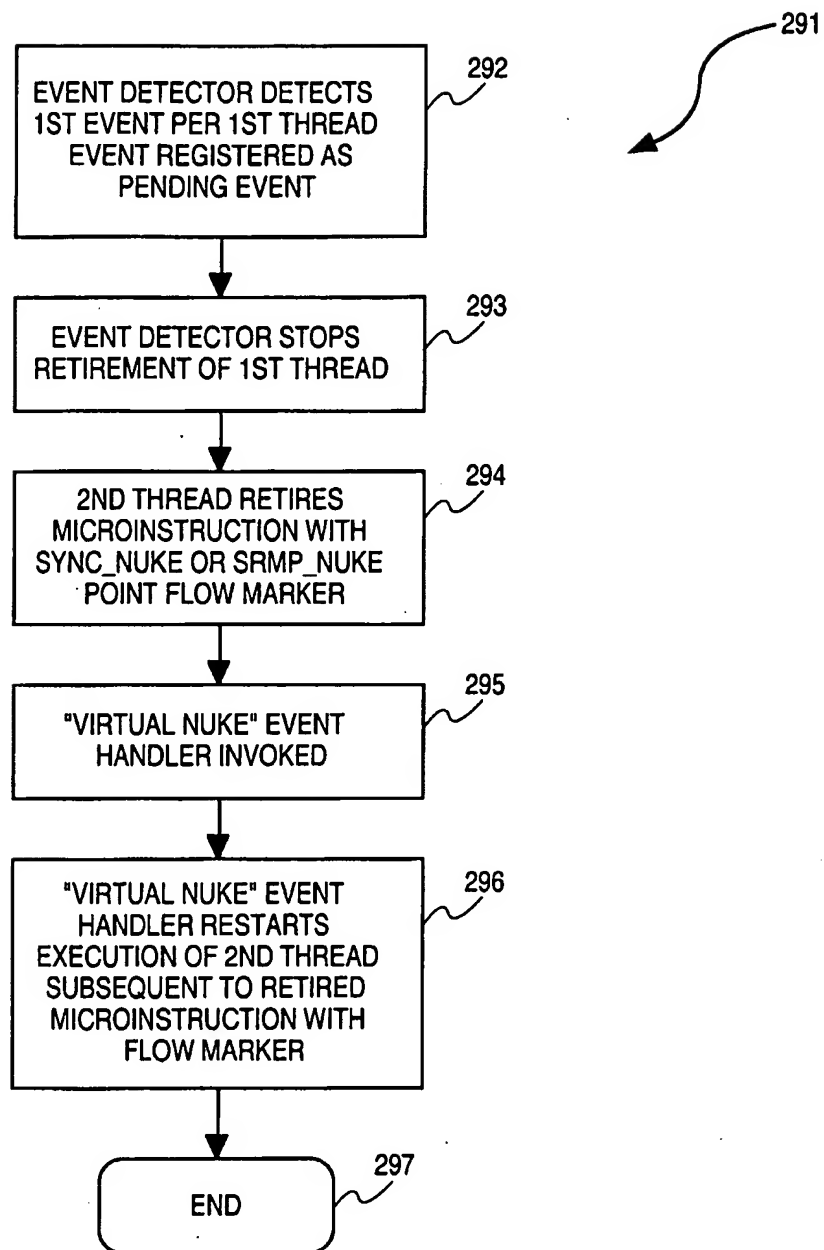 291
292
EVENT DETECTOR DETECTS
1ST EVENT PER 1ST THREAD
EVENT REGISTERED AS
PENDING EVENT
293
EVENT DETECTOR STOPS
RETIREMENT OF 1ST THREAD
294
2ND THREAD RETIRES
MICROINSTRUCTION WITH
SYNC_NUKE OR SRMP_NUKE
POINT FLOW MARKER
295
"VIRTUAL NUKE" EVENT
HANDLER INVOKED
296
"VIRTUAL NUKE" EVENT
HANDLER RESTARTS
EXECUTION OF 2ND THREAD
SUBSEQUENT TO RETIRED
MICROINSTRUCTION WITH
FLOW MARKER
297
END